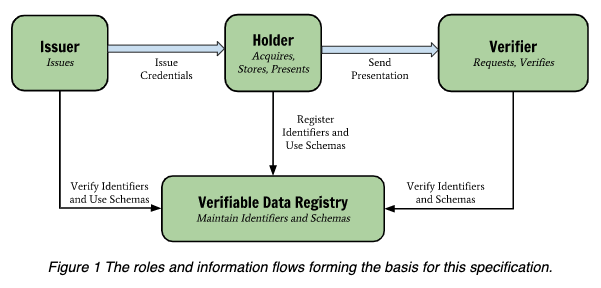 Issuer
Issues
Issue
Credentials
Holder
Acquires,
Stores, Presents
Send
Presentation
Verifier
Requests, Verifies
Register
Identifiers and
Use Schemas
Verify Identifiers
and Use Schemas
Verifiable Data Registry
Maintain Identifiers and Schemas
Verify Identifiers
and Schemas
Figure 1 The roles and information flows forming the basis for this specification.